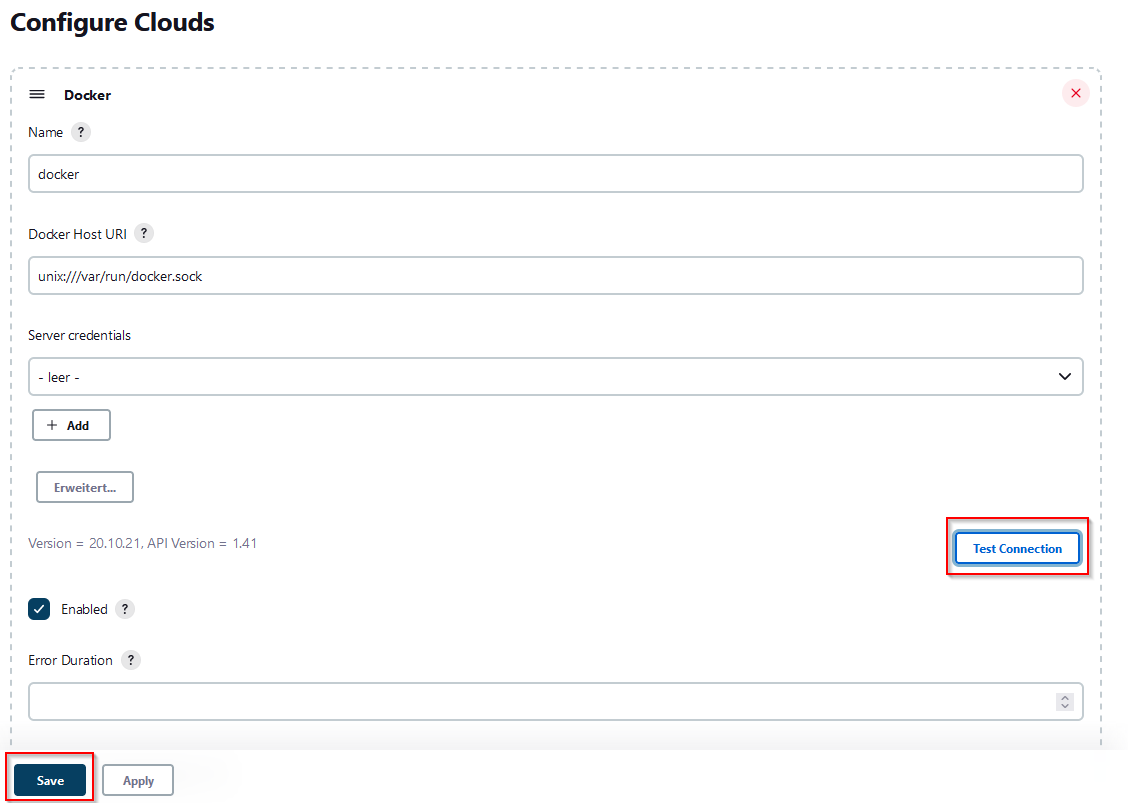 Configure Clouds
Docker
Name ?
docker
Docker Host URI ?
unix:///var/run/docker.sock
Server credentials
- leer -
+ Add
Erweitert...
Version = 20.10.21, API Version = 1.41
Test Connection
Enabled ?
Error Duration ?
Save
Apply